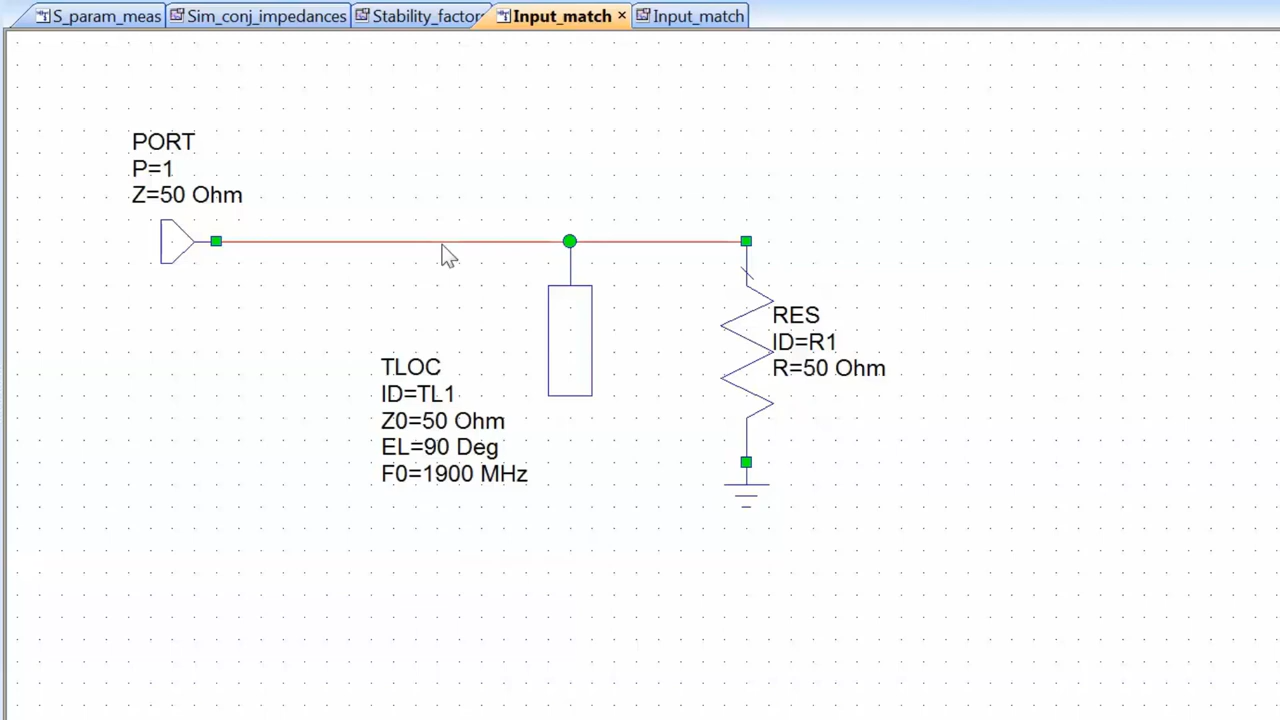 S_param_meas
Sim_conj_impedances
Stability_factor
Input_match
Input_match
PORT
P=1
Z=50 Ohm
RES
ID=R1
R=50 Ohm
TLOC
ID=TL1
Z0=50 Ohm
EL=90 Deg
F0=1900 MHz